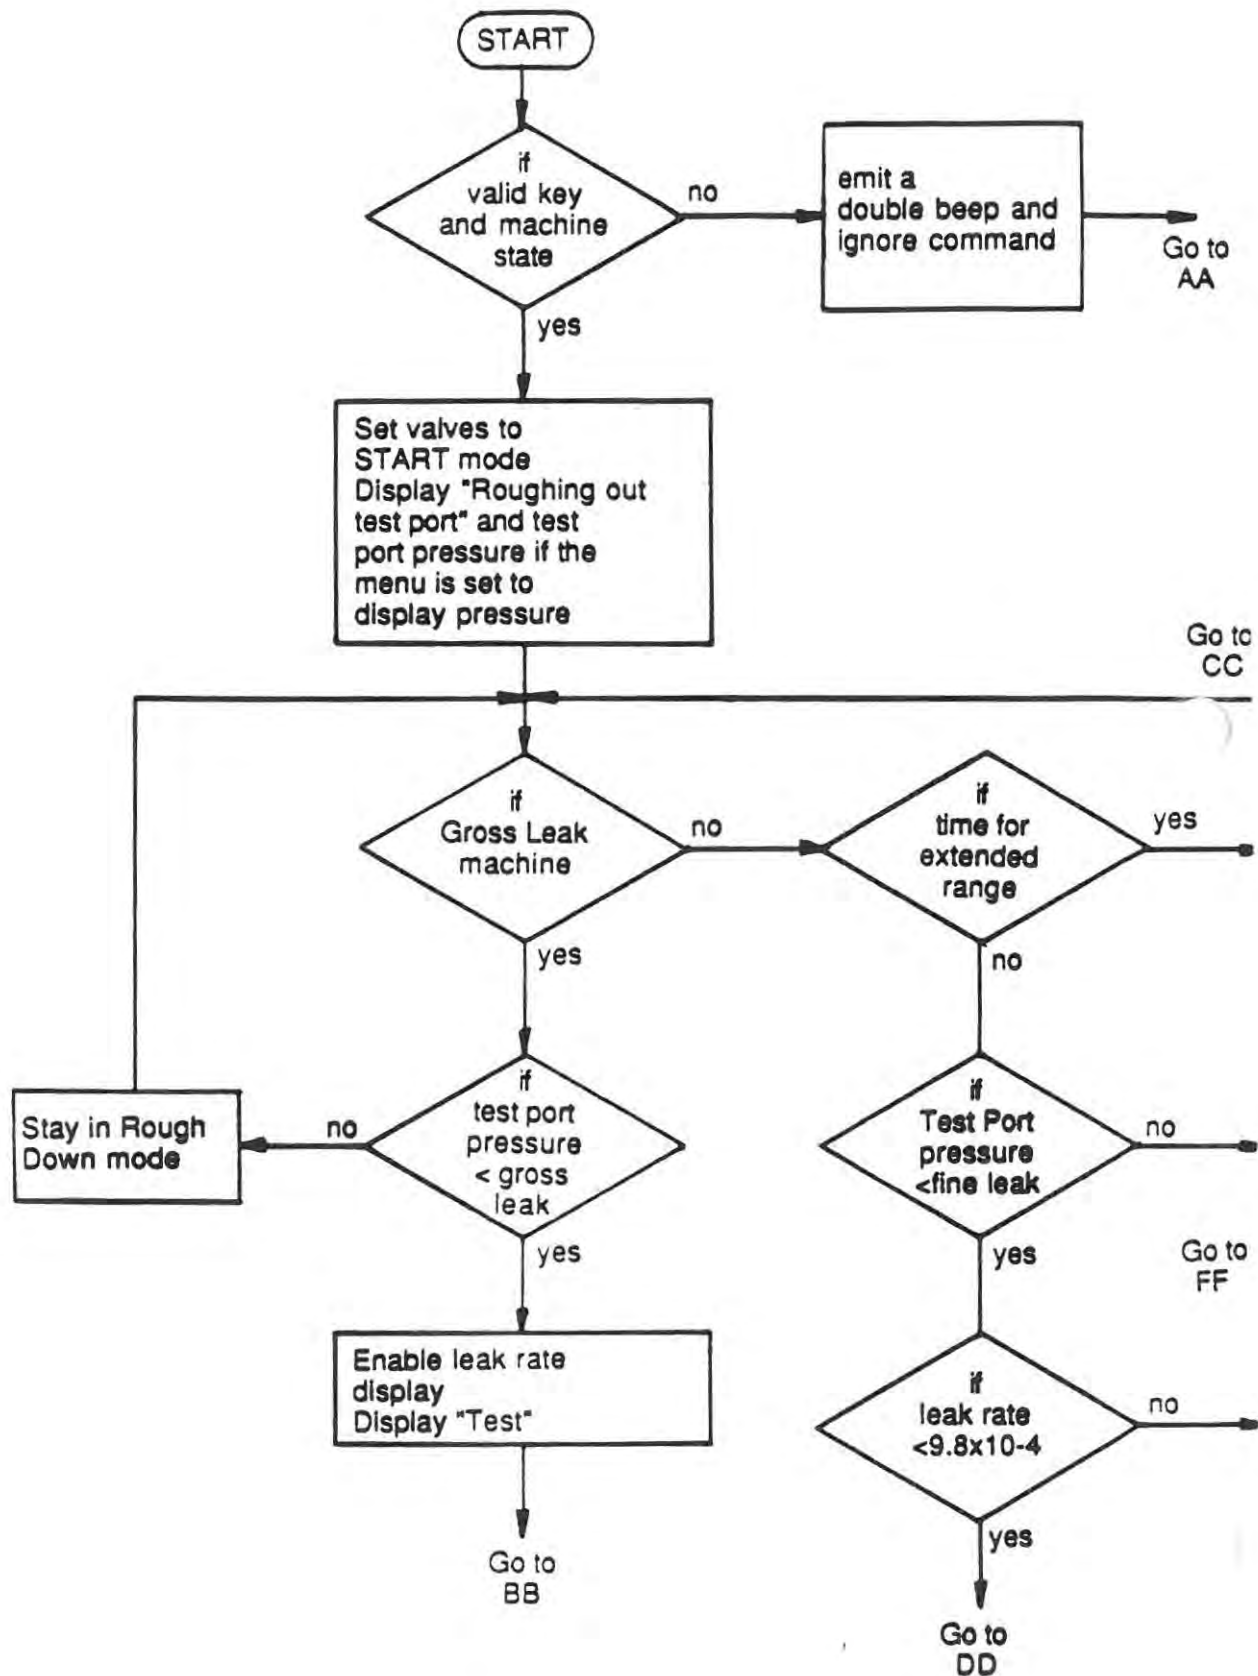 START
if
valid key
and machine
state
no
emit a
double beep and
ignore command
Go to
AA
yes
Set valves to
START mode
Display "Roughing out
test port" and test
port pressure if the
menu is set to
display pressure
Go to
CC
if
Gross Leak
machine
no
if
time for
extended
range
yes
yes
no
if
test port
pressure
< gross
leak
no
Stay in Rough
Down mode
if
Test Port
pressure
<fine leak
no
yes
yes
Go to
FF
Enable leak rate
display
Display "Test"
if
leak rate
<9.8x10-4
no
yes
Go to
BB
Go to
DD